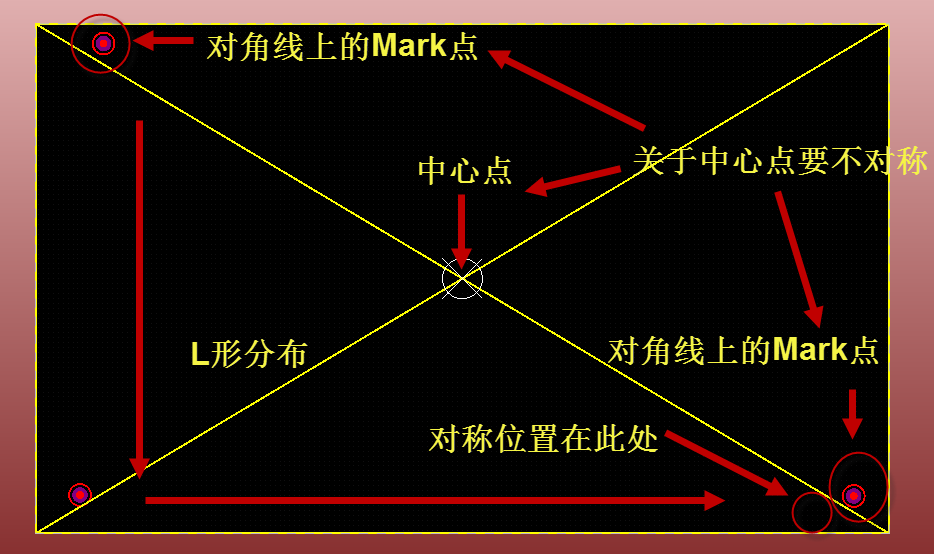 对角线上的Mark点
中心点
关于中心点要不对称
L形分布
对角线上的Mark点
对称位置在此处